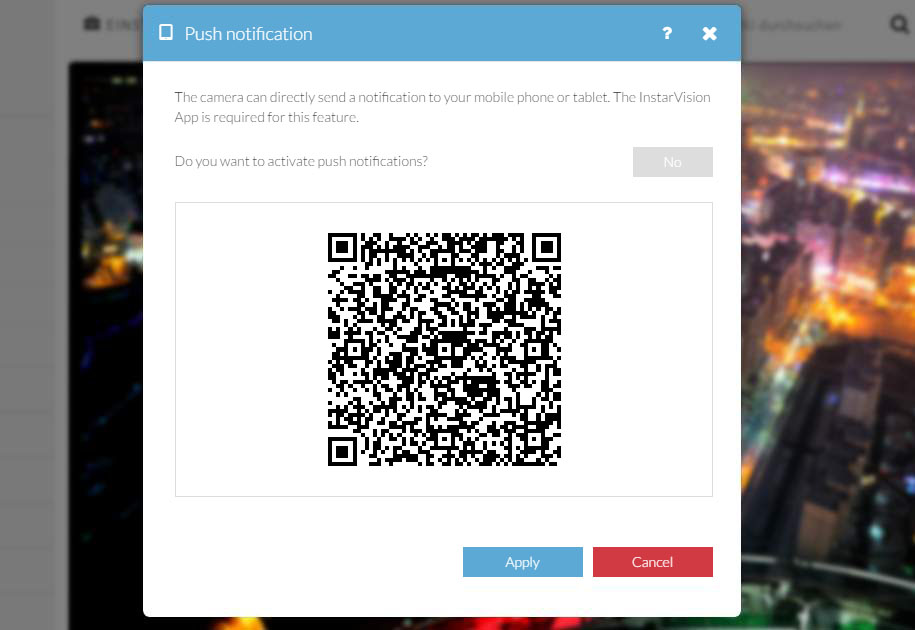 Push notification
?
The camera can directly send a notification to your mobile phone or tablet. The InstarVision
App is required for this feature.
Do you want to activate push notifications?
No
Apply
Cancel
durchsuchen